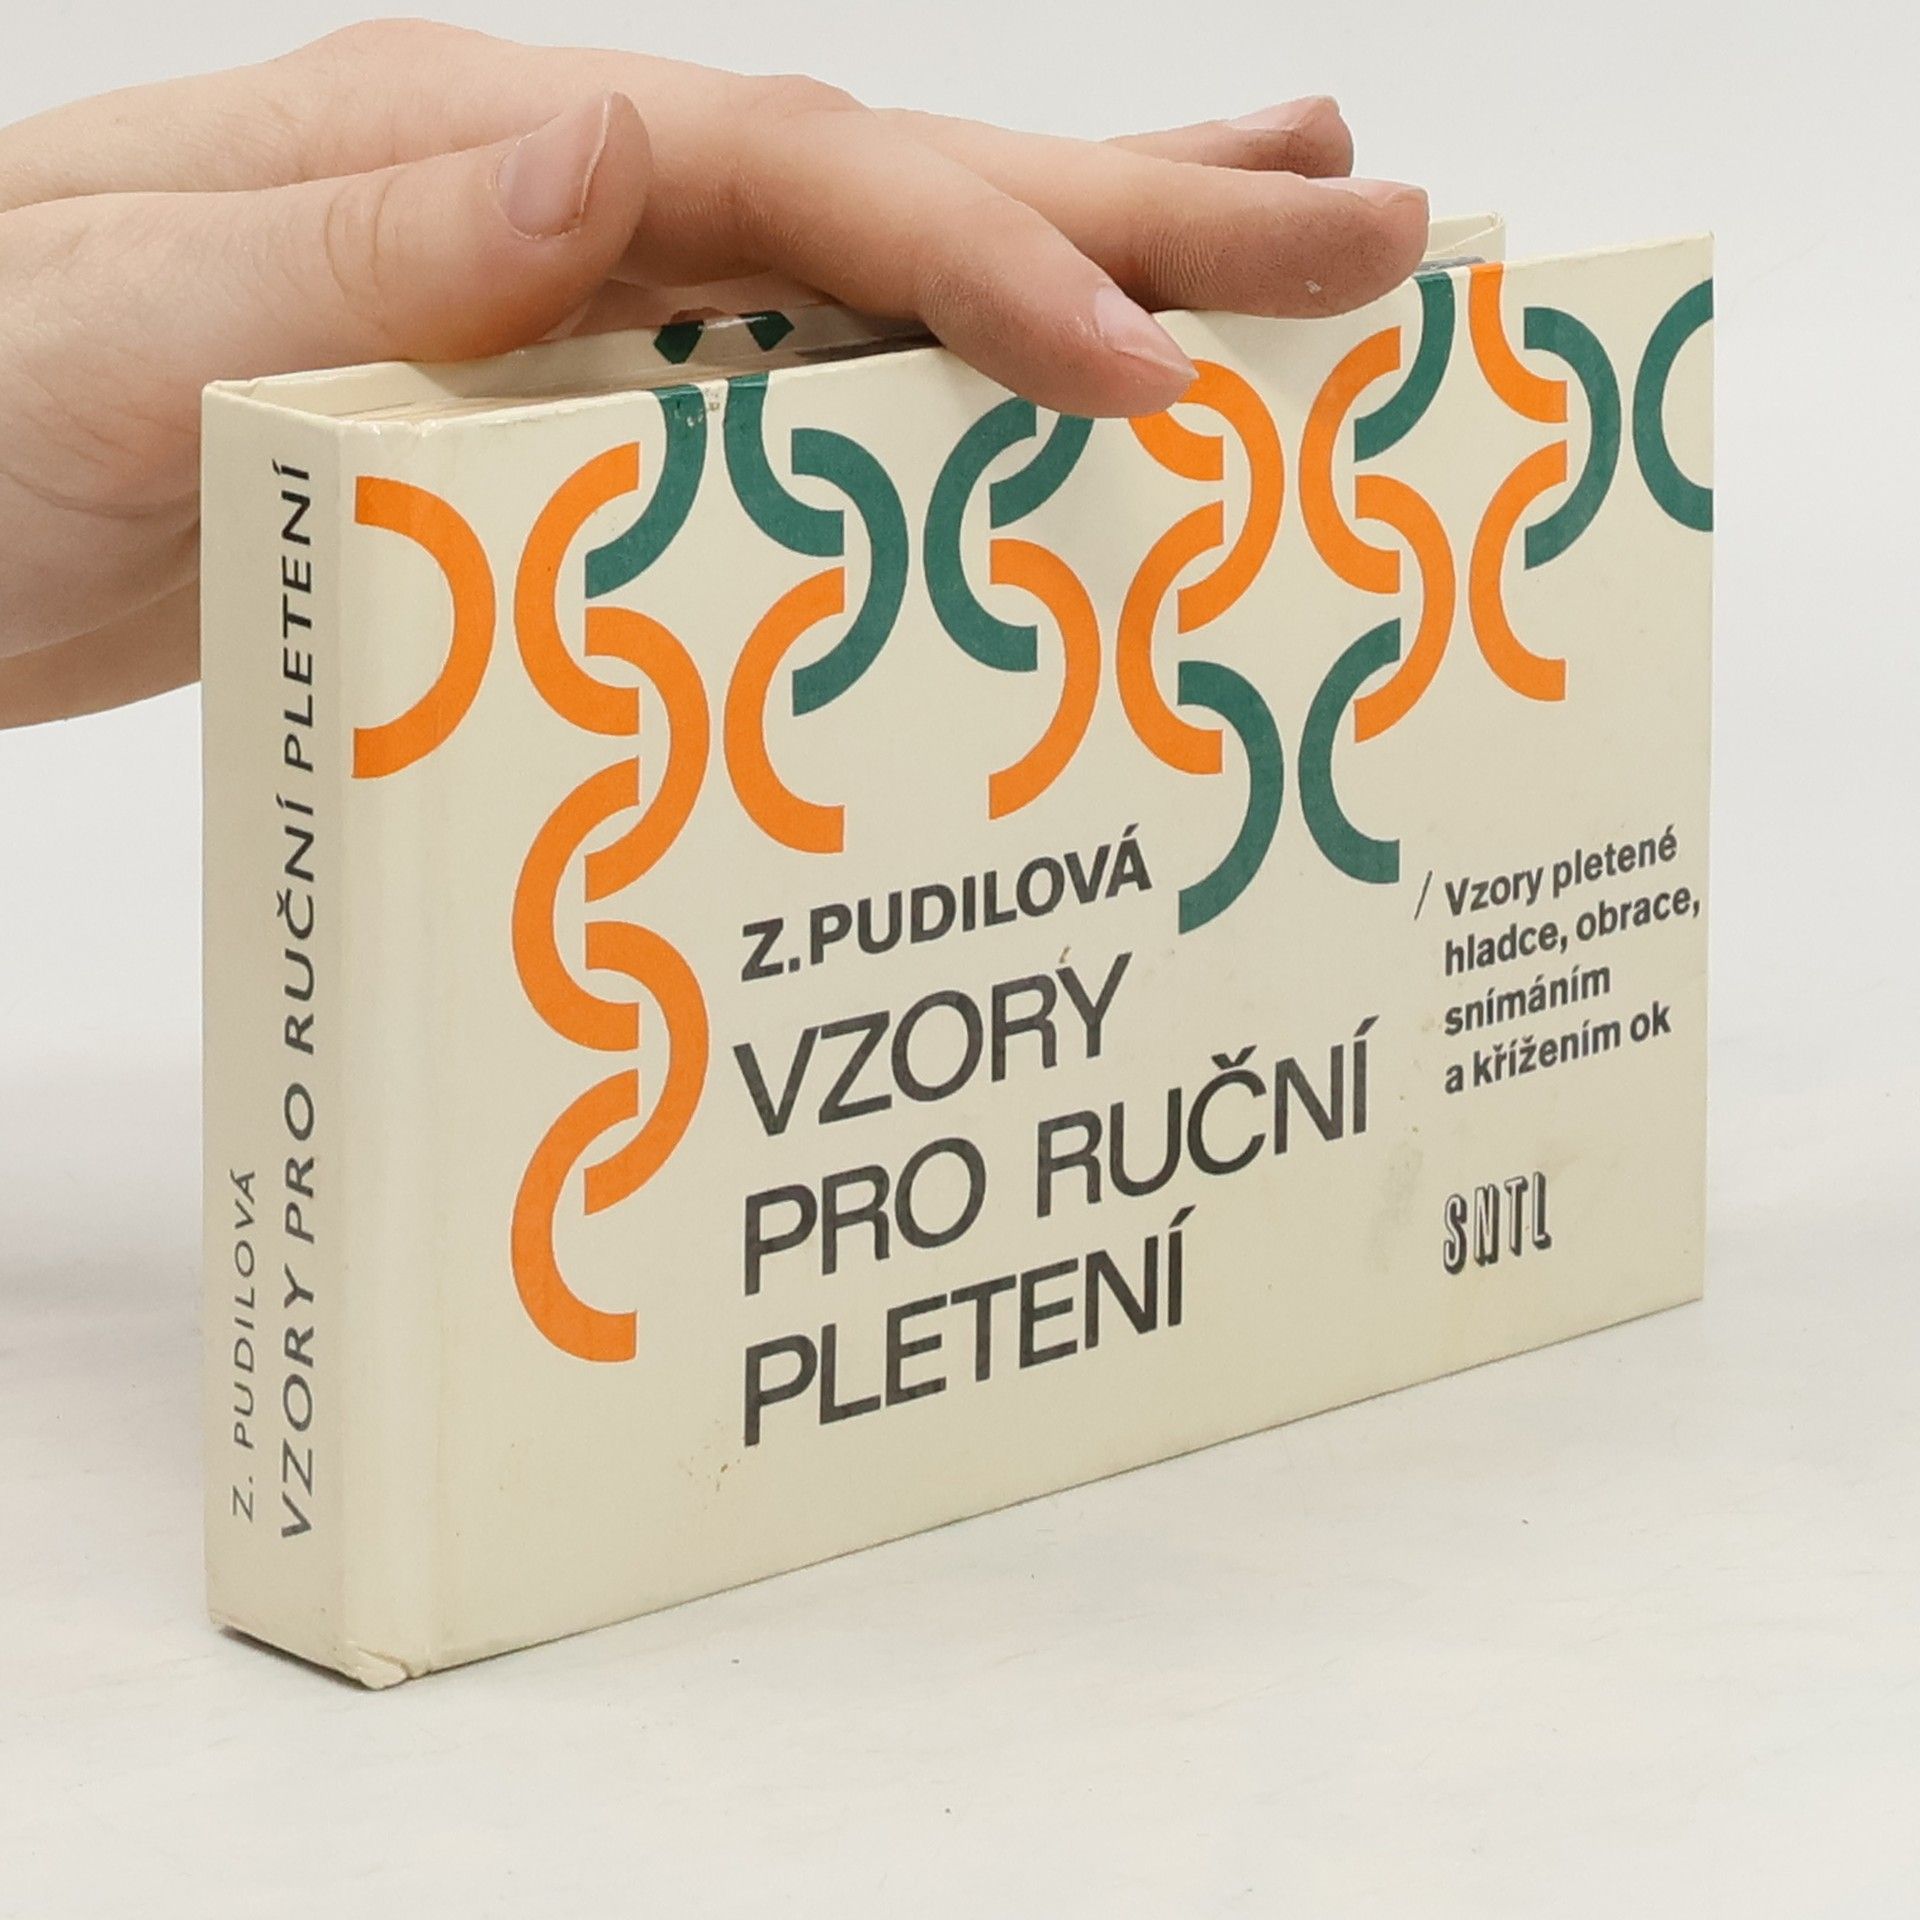 Z. PUDILOVÁ
VZORY PRO RUČNÍ PLETENÍ
Z. PUDILOVÁ
VZORY
PRO RUČNÍ
PLETENÍ
/ Vzory pletené
hladce, obrace,
snímáním
a křížením ok
SNTL